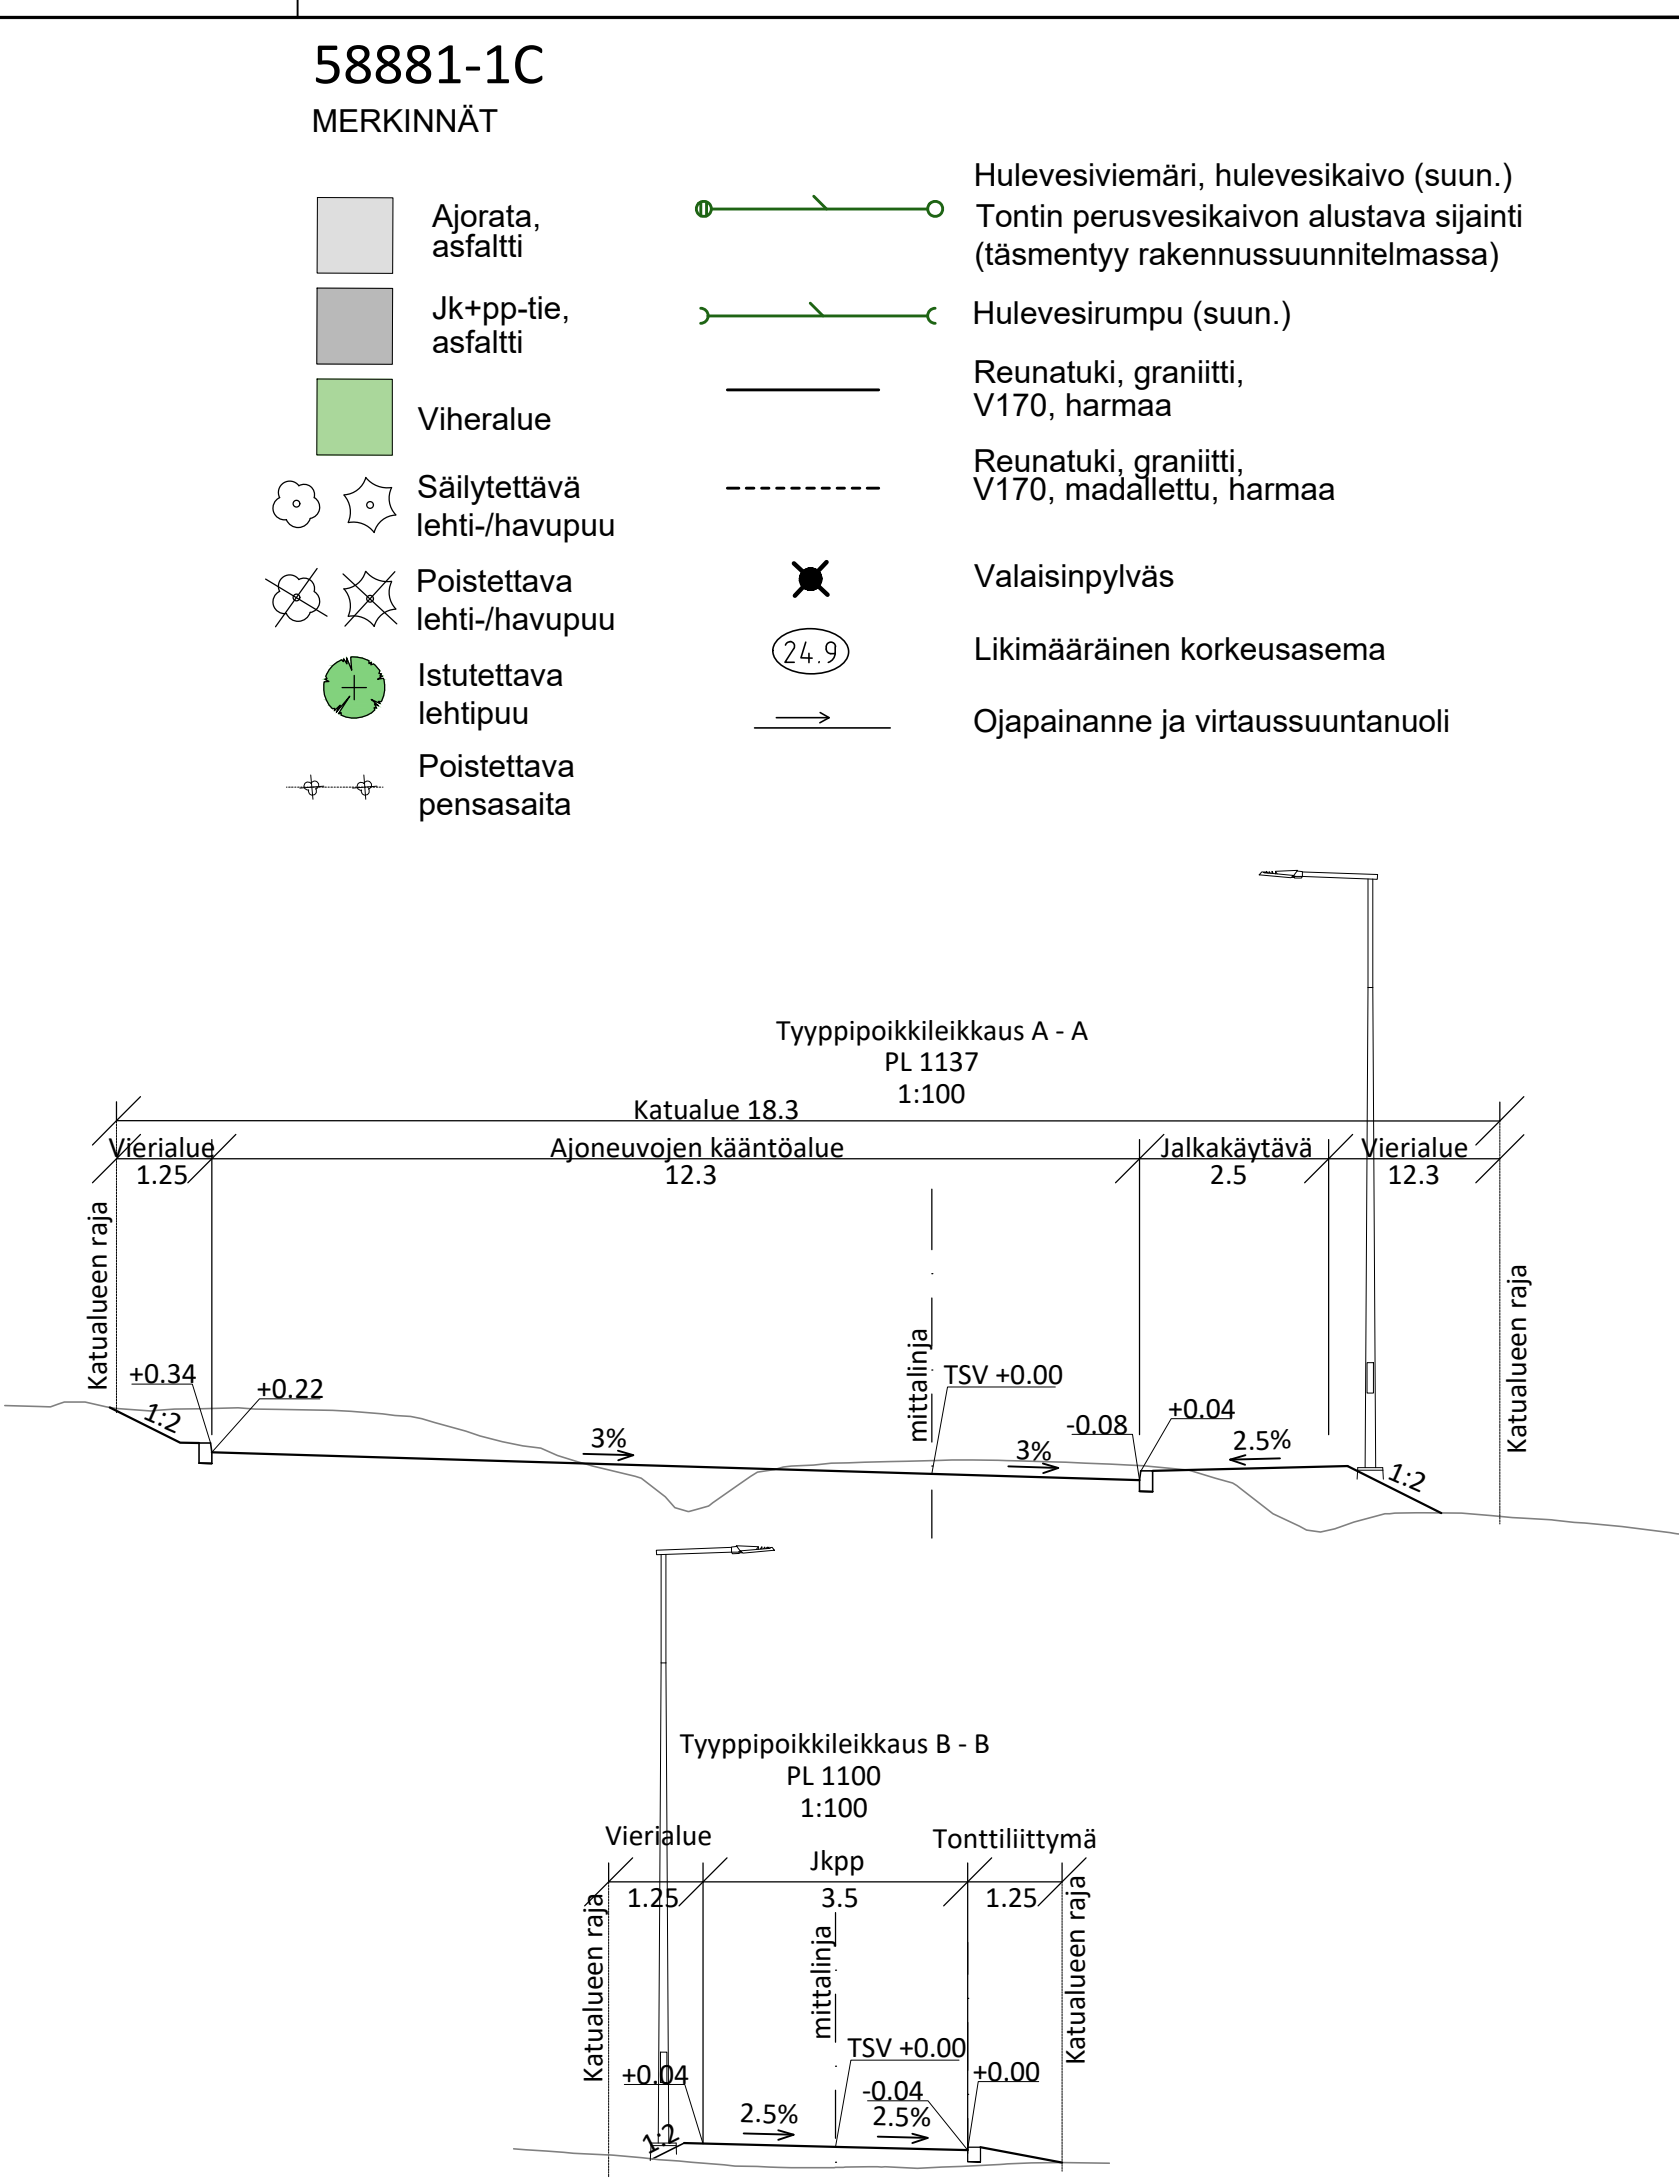 58881-1C
MERKINNÄT
Ajorata,
asfaltti
Jk+pp-tie,
asfaltti
Viheralue
Säilytettävä
lehti-/havupuu
Poistettava
lehti-/havupuu
Istutettava
lehtipuu
Poistettava
pensasaita
Hulevesiviemäri, hulevesikaivo (suun.)
Tontin perusvesikaivon alustava sijainti
(täsmentyy rakennussuunnitelmassa)
Hulevesirumpu (suun.)
Reunatuki, graniitti,
V170, harmaa
Reunatuki, graniitti,
V170, madallettu, harmaa
Valaisinpylväs
24.9
Likimääräinen korkeusasema
Ojapainanne ja virtaussuuntanuoli
Tyyppipoikkileikkaus A - A
PL 1137
1:100
Katualue 18.3
Vierialue
1.25
Ajoneuvojen kääntöalue
12.3
Jalkakäytävä
2.5
Vierialue
12.3
Katualueen raja
mittalinja
Katualueen raja
+0.34
+0.22
TSV +0.00
-0.08
+0.04
1:2
3%
3%
2.5%
1:2
Tyyppipoikkileikkaus B - B
PL 1100
1:100
Vierialue
1.25
Jkpp
3.5
Tonttiliittymä
1.25
Katualueen raja
mittalinja
Katualueen raja
TSV +0.00
+0.04
-0.04
+0.00
1:2
2.5%
2.5%